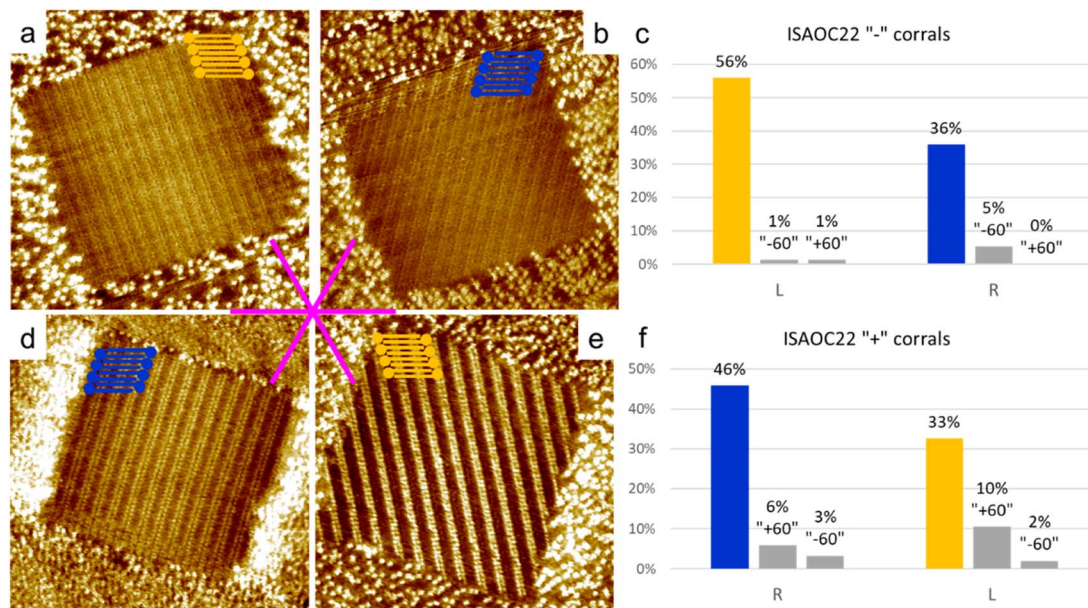 a
b
c
ISAOC22 "-" corrals
60%
50%
40%
30%
20%
10%
0%
56%
1%
"-60"
1%
"+60"
36%
5%
"-60"
0%
"+60"
L
R
d
e
f
ISAOC22 "+" corrals
50%
40%
30%
20%
10%
0%
46%
6%
"+60"
3%
"-60"
33%
10%
"+60"
2%
"-60"
R
L